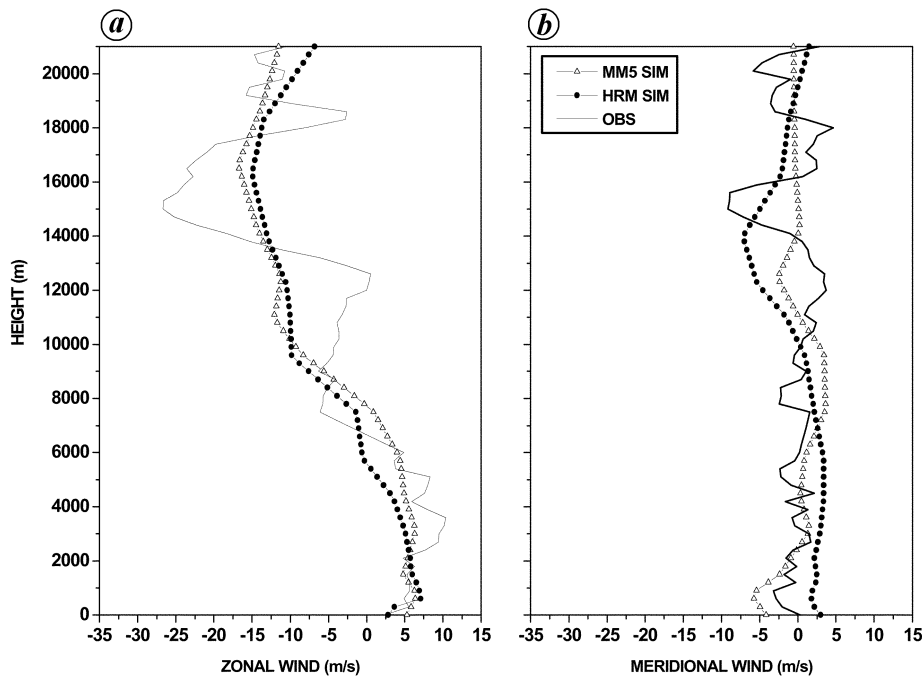 a
b
20000
18000
16000
14000
12000
10000
8000
6000
4000
2000
0
HEIGHT (m)
MM5 SIM
HRM SIM
OBS
-35 -25 -15 -5 -10 -5 0 5 10 15
-35 -30 -25 -20 -15 -10 -5 0 5 10 15
ZONAL WIND (m/s)
MERIDIONAL WIND (m/s)